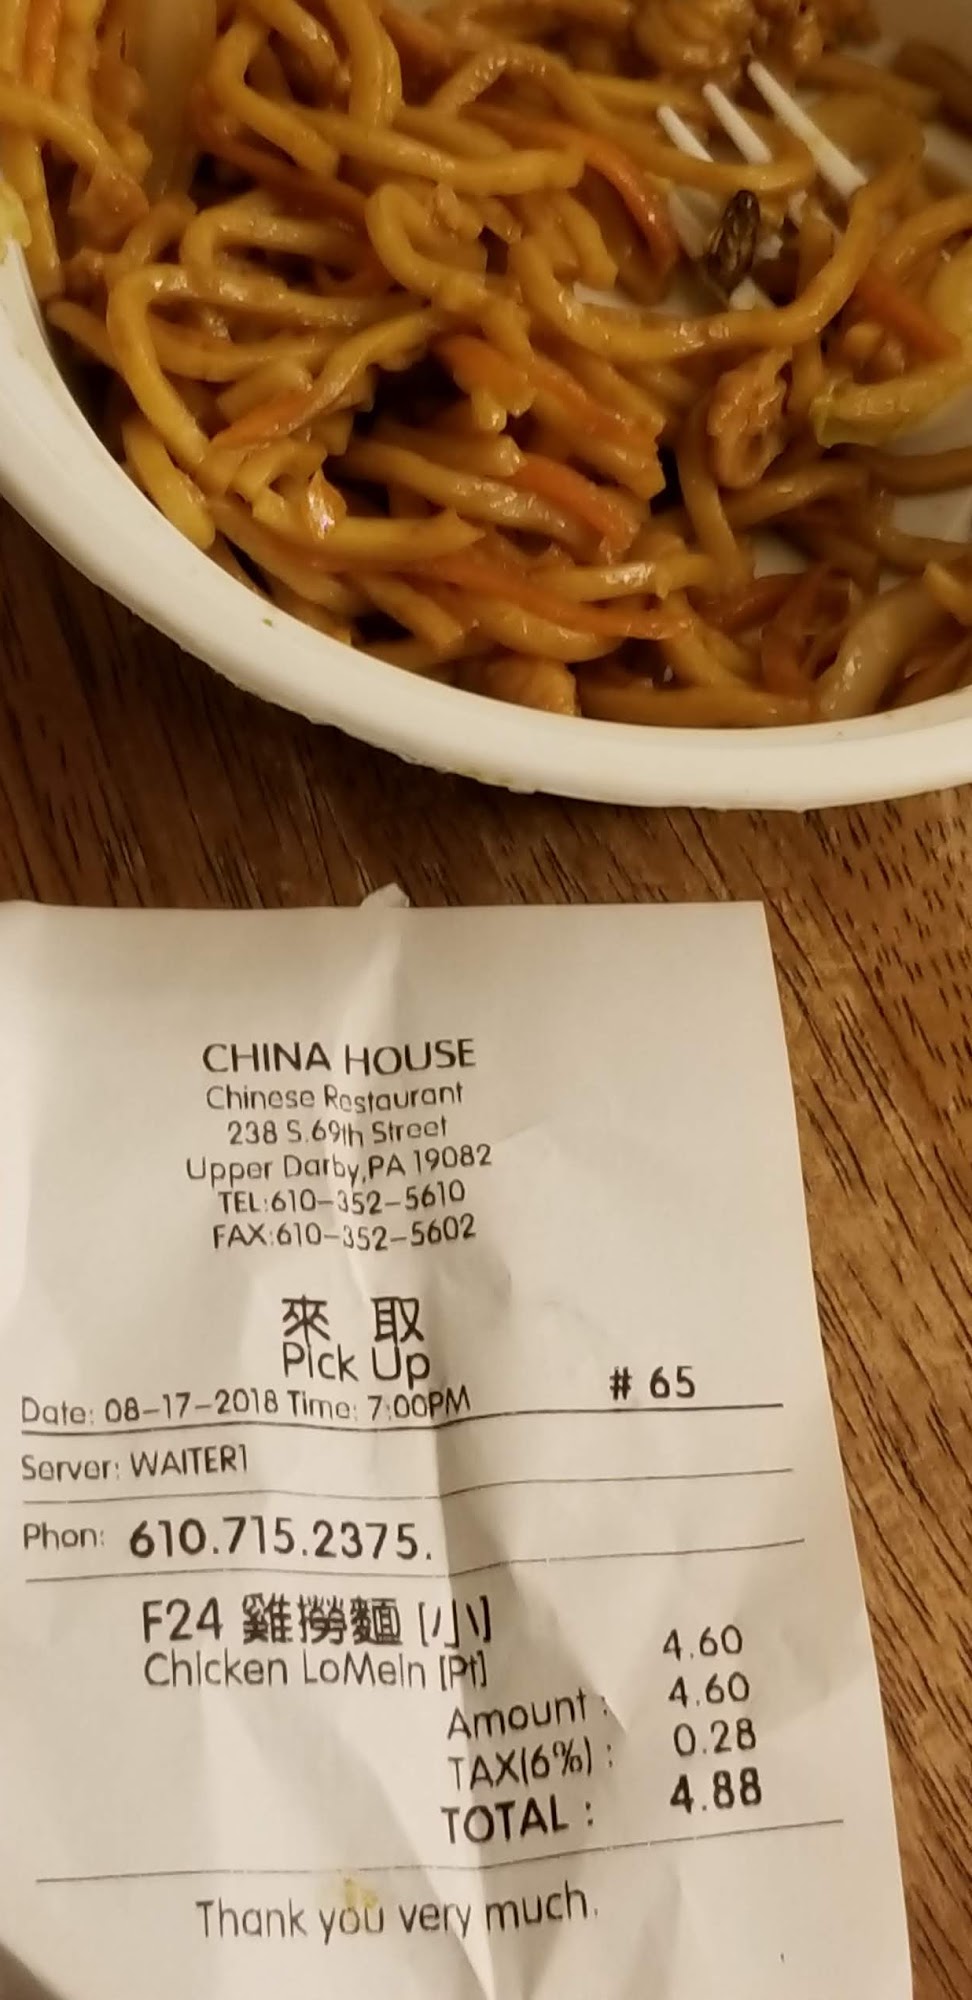 CHINA HOUSE
Chinese Restaurant
238 S.69th Street
Upper Darby,PA 19082
TEL:610-352-5610
FAX:610-352-5602
來 取
Pick Up
# 65
Date: 08-17-2018 Time: 7:00PM
Server: WAITER1
Phon: 610.715.2375.
F24 雞撈麵 [小]
Chicken LoMein [Pt] 4.60
Amount : 4.60
TAX(6%) : 0.28
TOTAL : 4.88
Thank you very much.